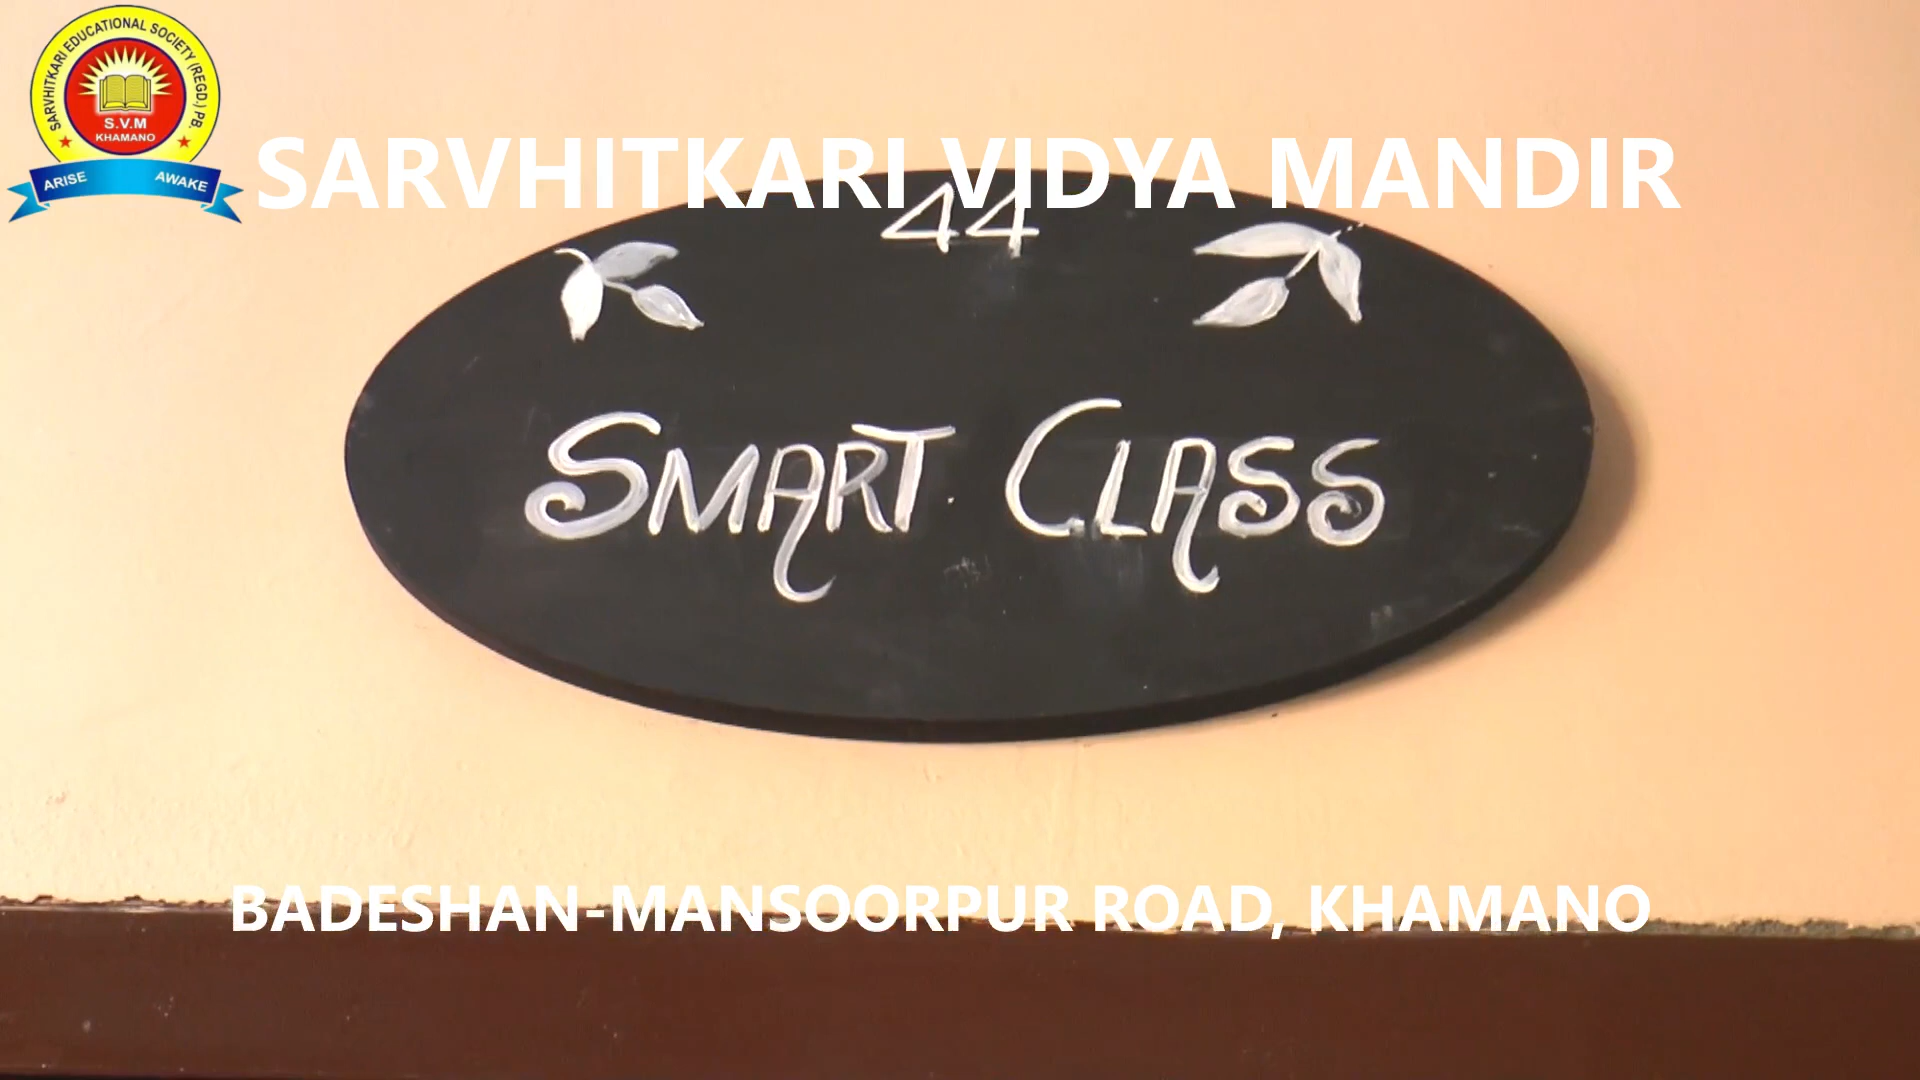 SARVHITKARI EDUCATIONAL SOCIETY (REGD.) PB.
S.V.M
KHAMANO
ARISE AWAKE
SARVHITKARI VIDYA MANDIR
44
SMART CLASS
BADESHAN-MANSOORPUR ROAD, KHAMANO